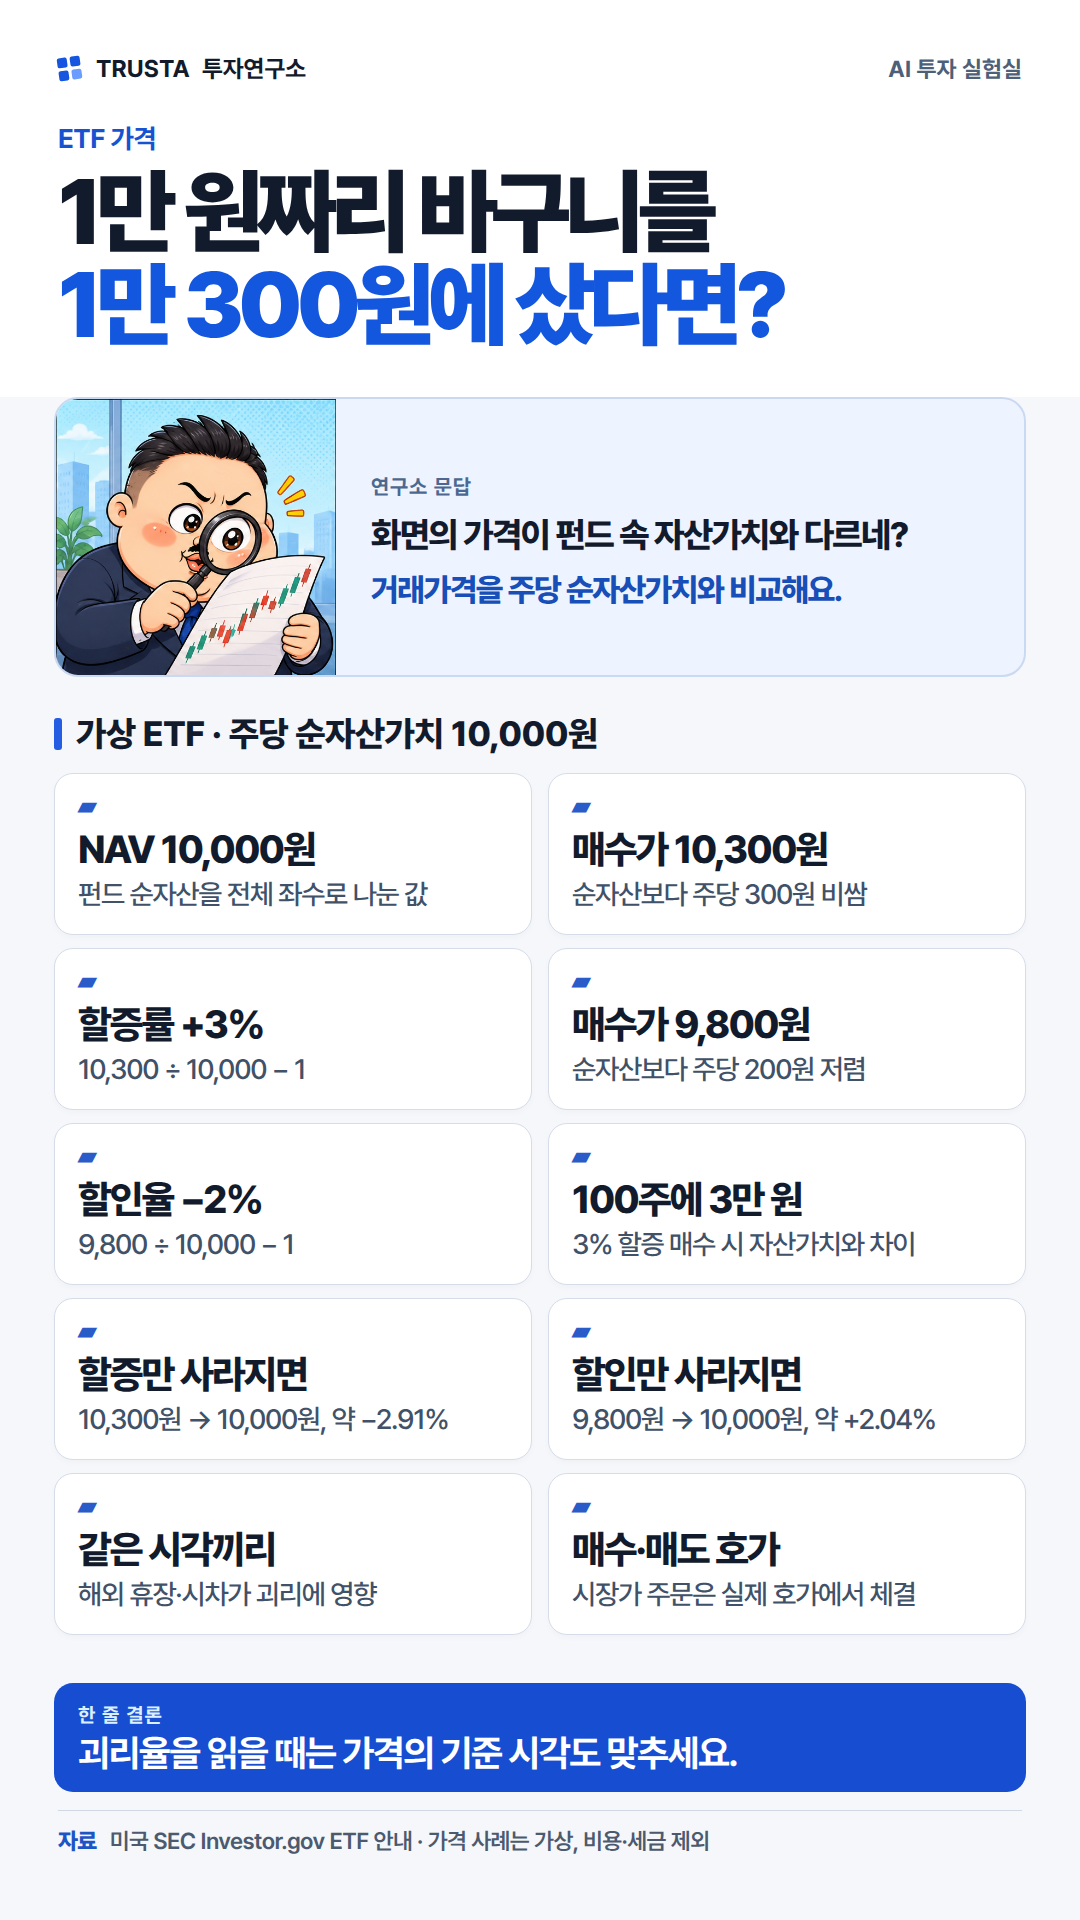 TRUSTA 투자연구소
AI 투자 실험실
ETF 가격
1만 원짜리 바구니를
1만 300원에 샀다면?
연구소 문답
화면의 가격이 펀드 속 자산가치와 다르네?
거래가격을 주당 순자산가치와 비교해요.
가상 ETF · 주당 순자산가치 10,000원
NAV 10,000원
펀드 순자산을 전체 좌수로 나눈 값
매수가 10,300원
순자산보다 주당 300원 비쌈
할증률 +3%
10,300 ÷ 10,000 − 1
매수가 9,800원
순자산보다 주당 200원 저렴
할인율 −2%
9,800 ÷ 10,000 − 1
100주에 3만 원
3% 할증 매수 시 자산가치와 차이
할증만 사라지면
10,300원 → 10,000원, 약 −2.91%
할인만 사라지면
9,800원 → 10,000원, 약 +2.04%
같은 시각끼리
해외 휴장·시차가 괴리에 영향
매수·매도 호가
시장가 주문은 실제 호가에서 체결
한 줄 결론
괴리율을 읽을 때는 가격의 기준 시각도 맞추세요.
자료 미국 SEC Investor.gov ETF 안내 · 가격 사례는 가상, 비용·세금 제외